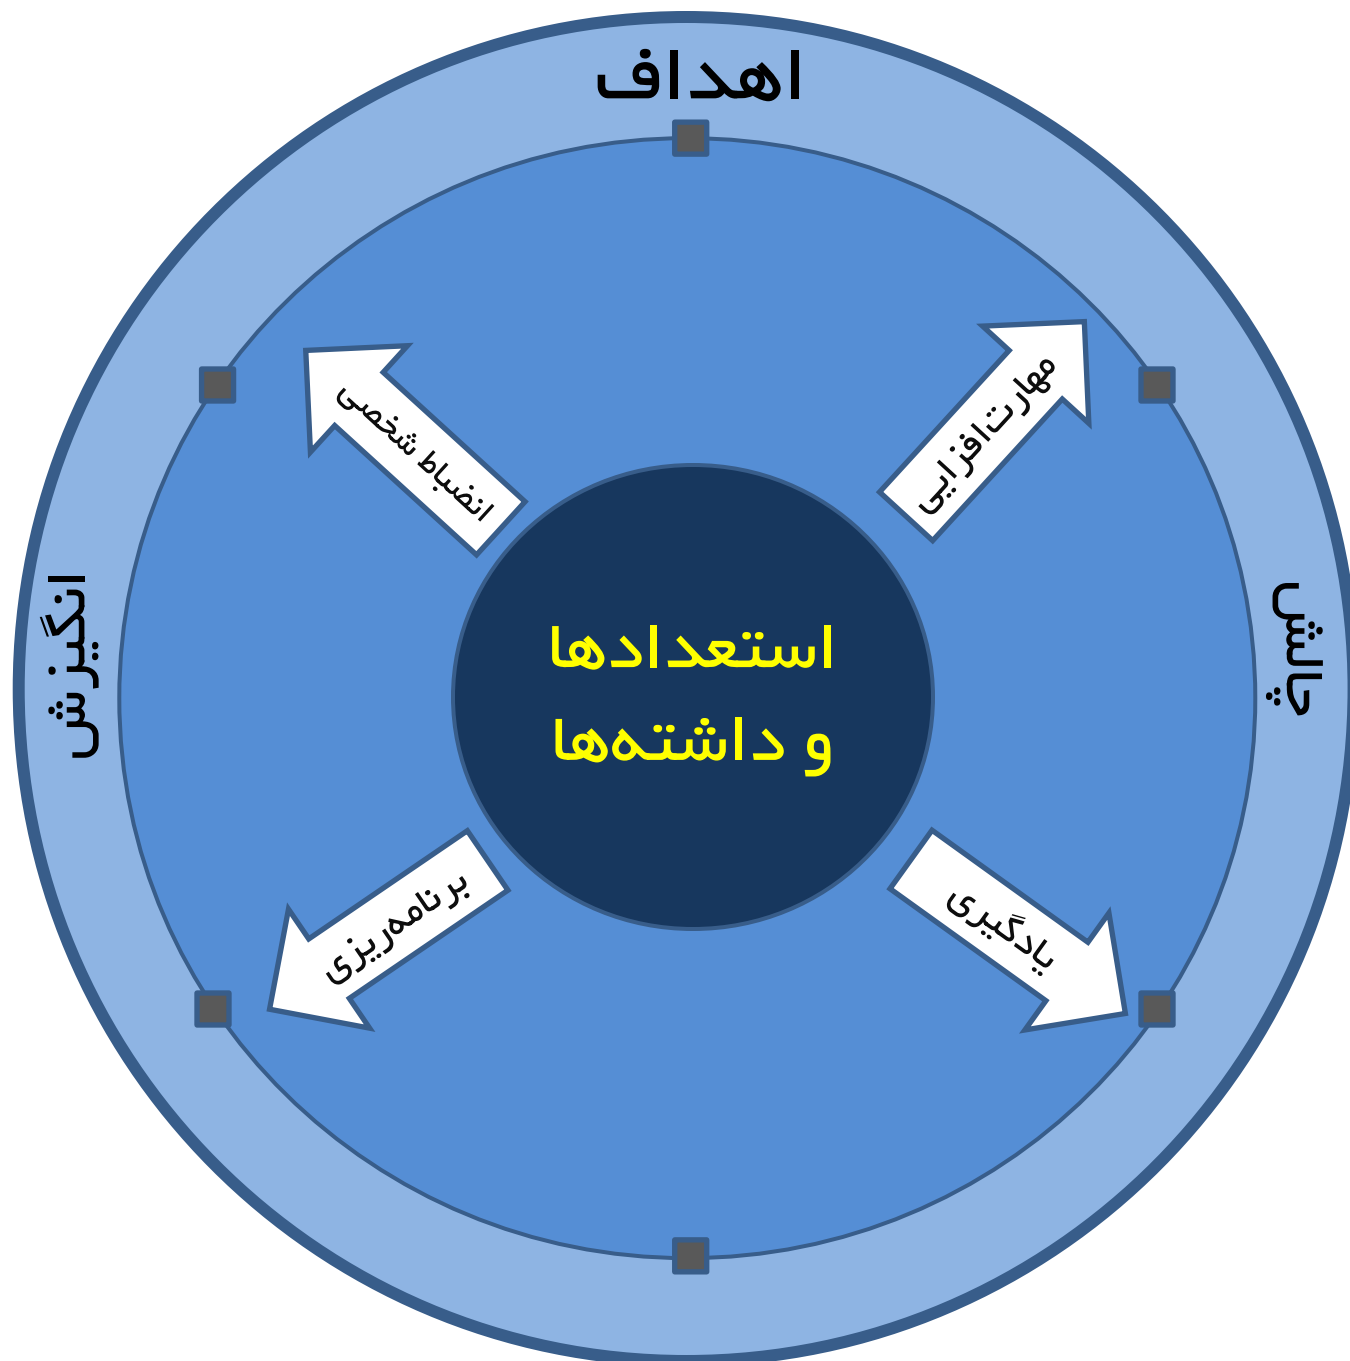 اهداف
مهارت‌افزایی
انضباط شخصی
چالش
انگیزش
استعدادها
و داشته‌ها
یادگیری
برنامه‌ریزی